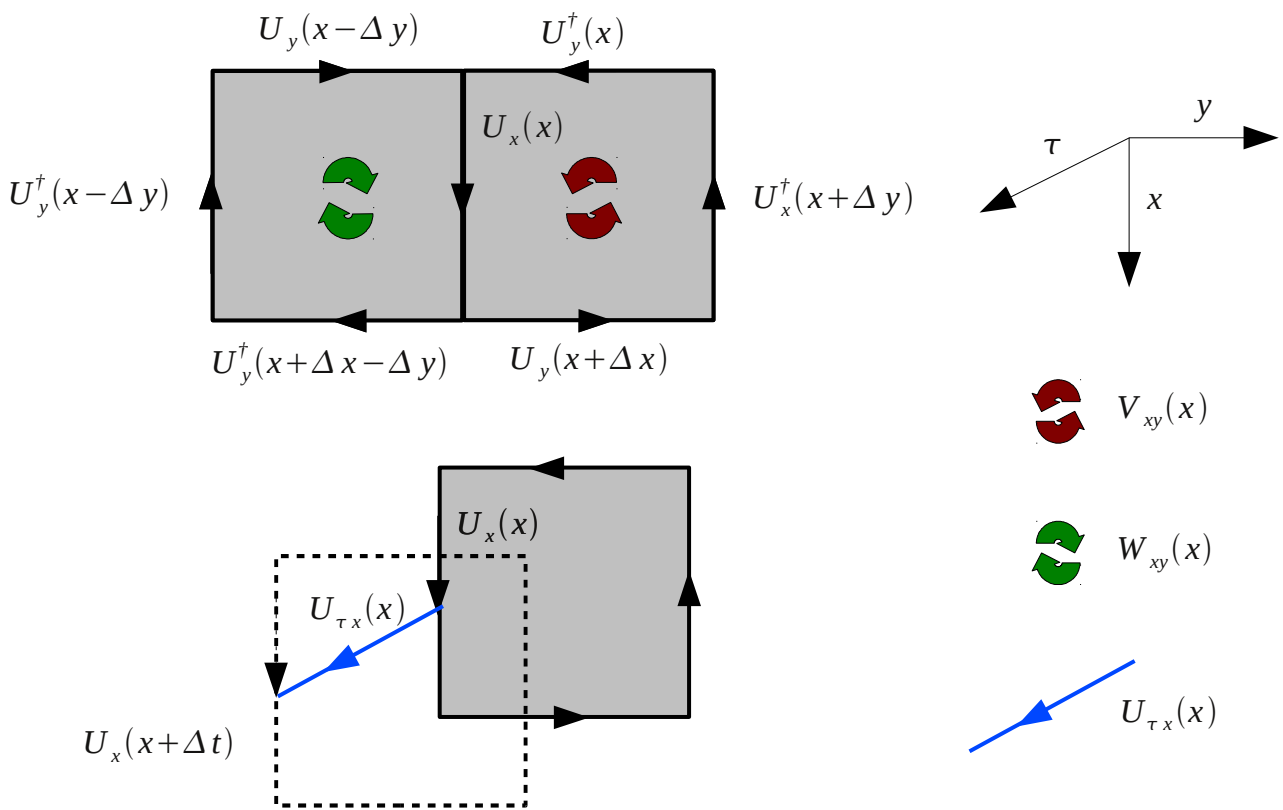 U_y(x−Δy)
U_y^†(x)
U_x(x)
U_y^†(x−Δy)
U_x^†(x+Δy)
U_y^†(x+Δx−Δy)
U_y(x+Δx)
τ
y
x
V_xy(x)
W_xy(x)
U_τx(x)
U_x(x)
U_τx(x)
U_x(x+Δt)